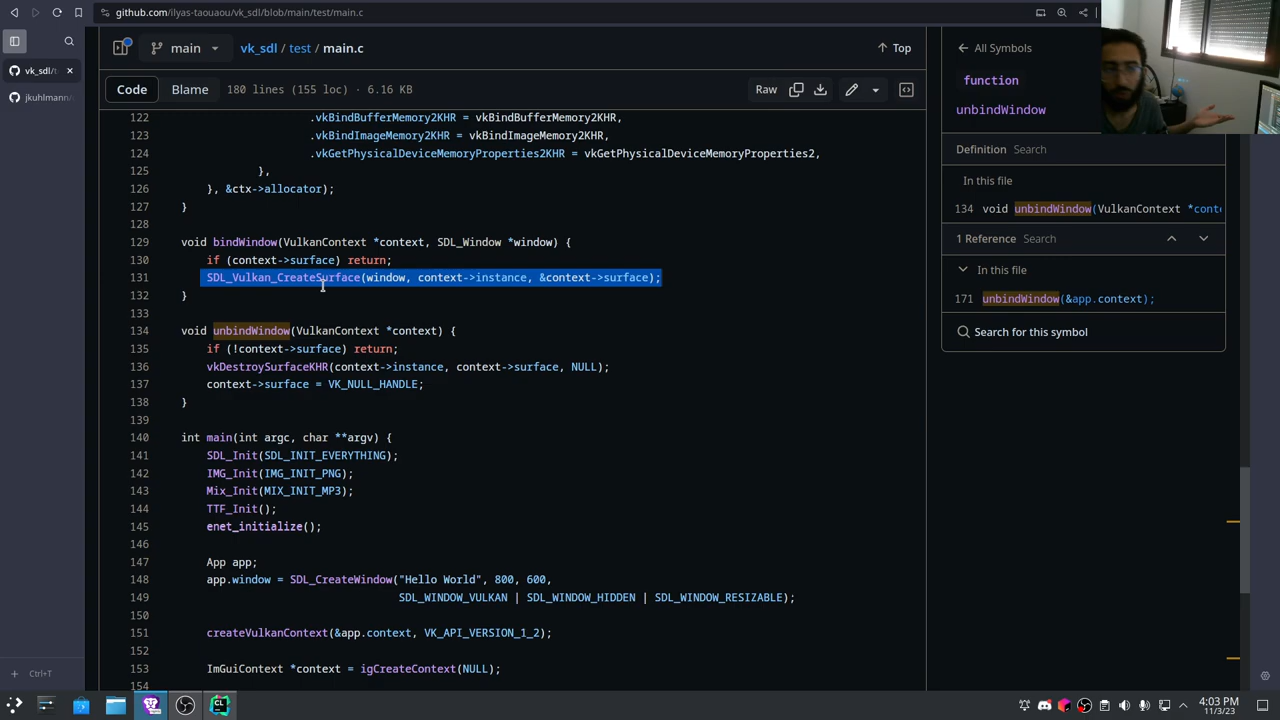 github.com/ilyas-taouaou/vk_sdl/blob/main/test/main.c
vk_sdl/t
jkuhlmann/
Ctrl+T
main
vk_sdl / test / main.c
Top
Code
Blame
180 lines (155 loc) · 6.16 KB
Raw
122 .vkBindBufferMemory2KHR = vkBindBufferMemory2KHR,
123 .vkBindImageMemory2KHR = vkBindImageMemory2KHR,
124 .vkGetPhysicalDeviceMemoryProperties2KHR = vkGetPhysicalDeviceMemoryProperties2,
125 },
126 }, &ctx->allocator);
127 }
128
129 void bindWindow(VulkanContext *context, SDL_Window *window) {
130 if (context->surface) return;
131 SDL_Vulkan_CreateSurface(window, context->instance, &context->surface);
132 }
133
134 void unbindWindow(VulkanContext *context) {
135 if (!context->surface) return;
136 vkDestroySurfaceKHR(context->instance, context->surface, NULL);
137 context->surface = VK_NULL_HANDLE;
138 }
139
140 int main(int argc, char **argv) {
141 SDL_Init(SDL_INIT_EVERYTHING);
142 IMG_Init(IMG_INIT_PNG);
143 Mix_Init(MIX_INIT_MP3);
144 TTF_Init();
145 enet_initialize();
146
147 App app;
148 app.window = SDL_CreateWindow("Hello World", 800, 600,
149 SDL_WINDOW_VULKAN | SDL_WINDOW_HIDDEN | SDL_WINDOW_RESIZABLE);
150
151 createVulkanContext(&app.context, VK_API_VERSION_1_2);
152
153 ImGuiContext *context = igCreateContext(NULL);
154
All Symbols
function
unbindWindow
Definition Search
In this file
134 void unbindWindow(VulkanContext *conte
1 Reference Search
In this file
171 unbindWindow(&app.context);
Search for this symbol
4:03 PM
11/3/23